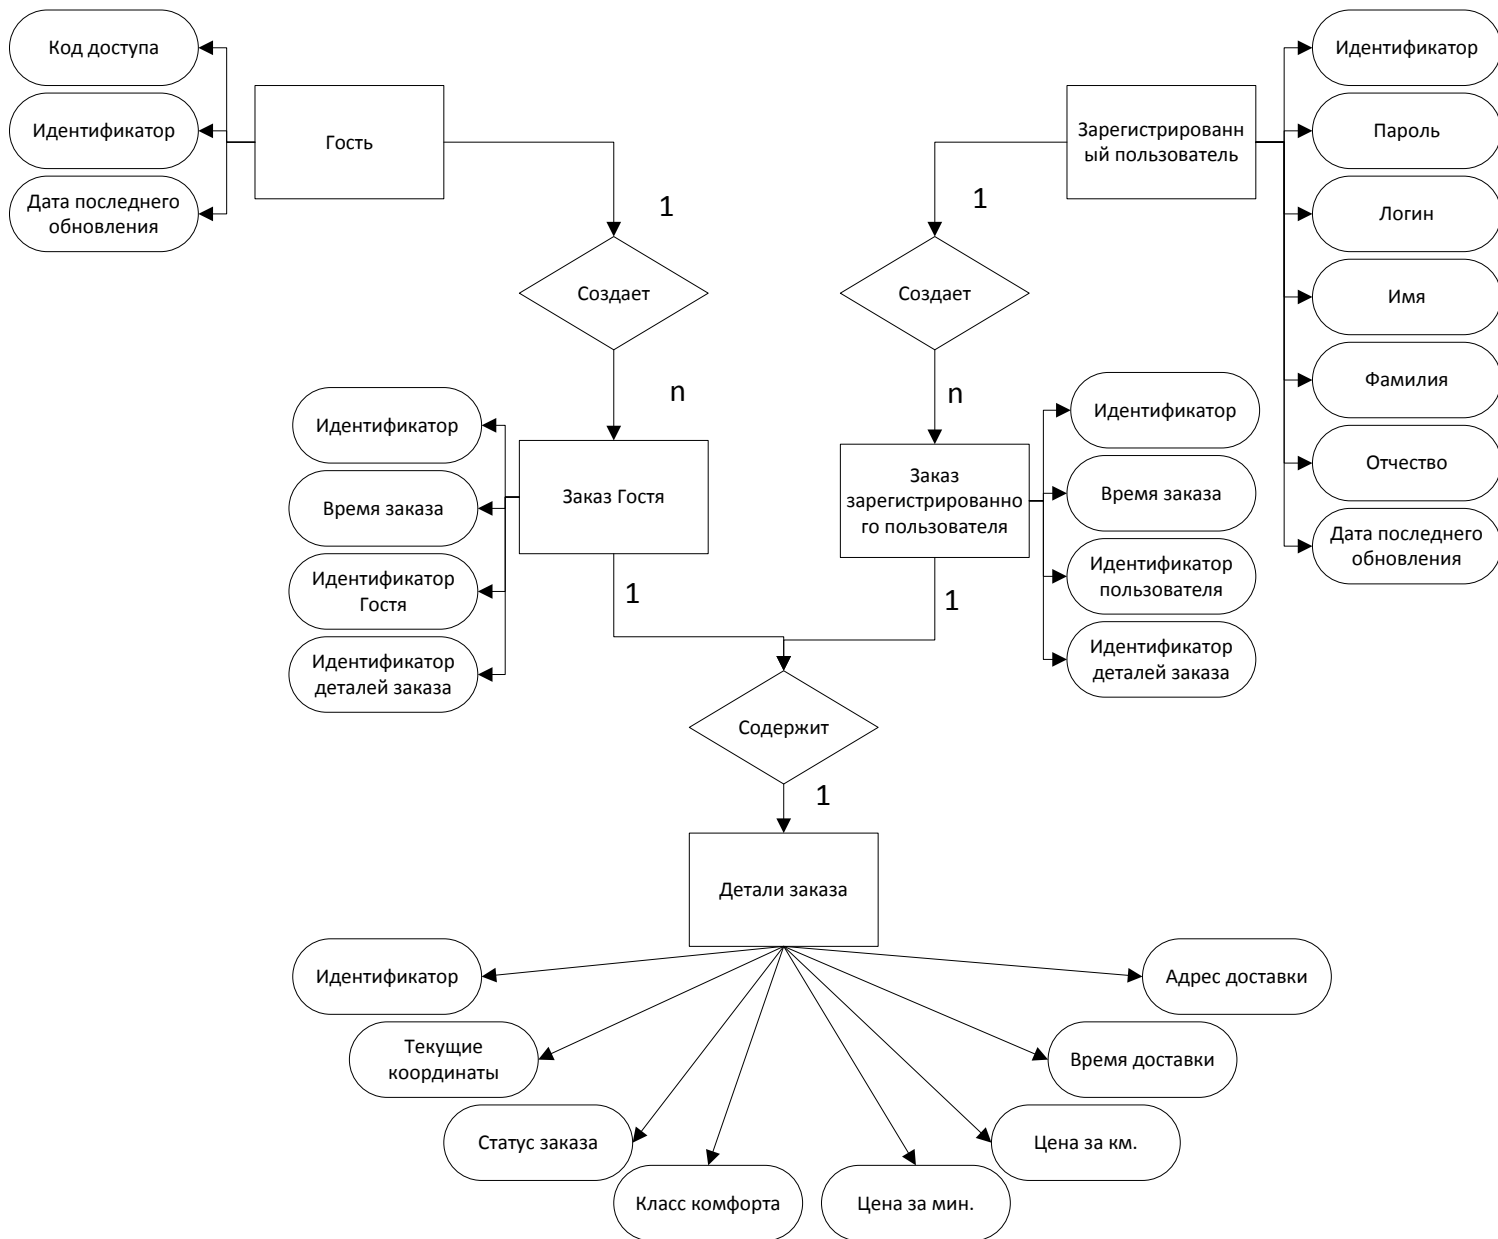 Код доступа
Идентификатор
Дата последнего
обновления
Гость
Зарегистрированн
ый пользователь
Идентификатор
Пароль
Логин
Имя
Фамилия
Отчество
Дата последнего
обновления
1
1
Создает
Создает
n
n
Идентификатор
Время заказа
Идентификатор
Гостя
Идентификатор
деталей заказа
Заказ Гостя
Заказ
зарегистрированно
го пользователя
Идентификатор
Время заказа
Идентификатор
пользователя
Идентификатор
деталей заказа
1
1
Содержит
1
Детали заказа
Идентификатор
Текущие
координаты
Статус заказа
Класс комфорта
Цена за мин.
Цена за км.
Время доставки
Адрес доставки